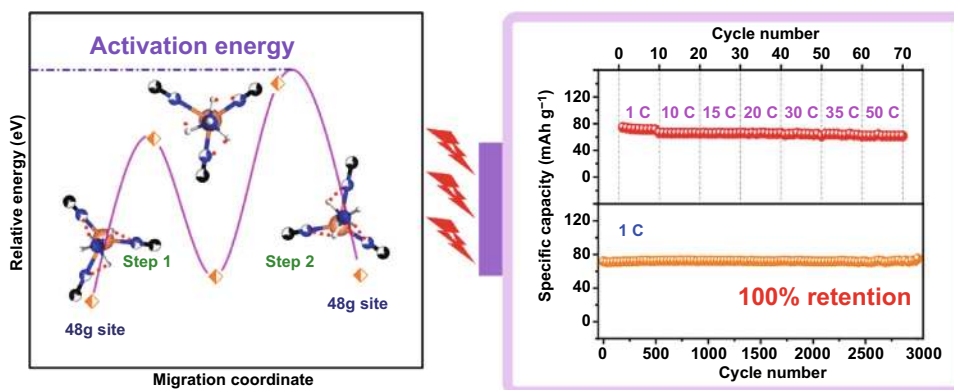 Activation energy
Relative energy (eV)
Step 1
Step 2
48g site
48g site
Migration coordinate
Cycle number
0 10 20 30 40 50 60 70
Specific capacity (mAh g⁻¹)
120
80
40
0
1 C 10 C 15 C 20 C 30 C 35 C 50 C
120
80
40
0
1 C
100% retention
0 500 1000 1500 2000 2500 3000
Cycle number